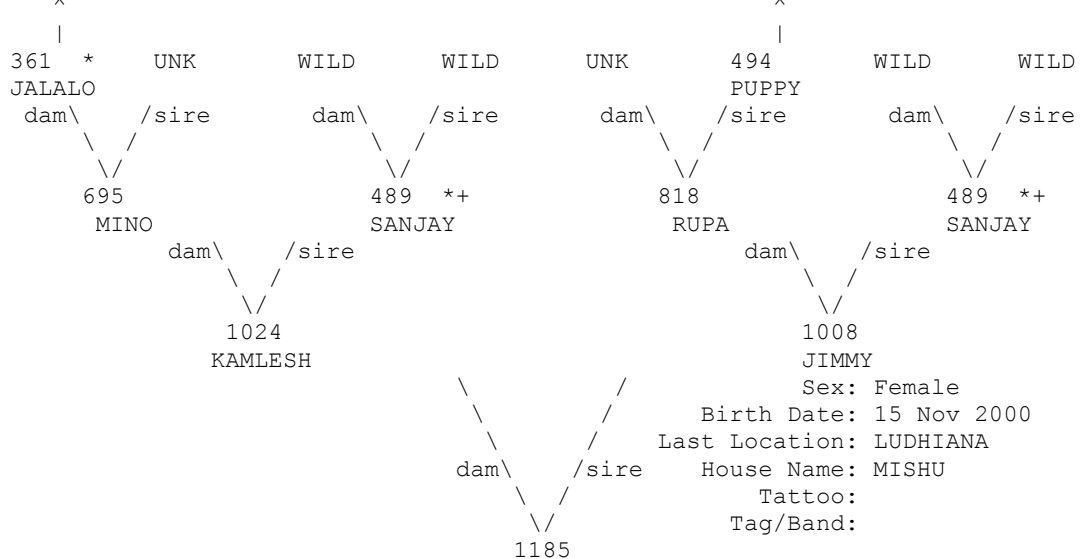 ^                                                  ^
    |                                                  |
361  *     UNK       WILD      WILD      UNK       494       WILD      WILD
JALALO                                            PUPPY
 dam\    /sire       dam\   /sire       dam\   /sire       dam\   /sire
     \  /                \  /               \  /               \  /
      \/                  \/                 \/                 \/
     695                 489  *+             818                489  *+
      MINO               SANJAY               RUPA              SANJAY
           dam\    /sire                           dam\    /sire
               \  /                                    \  /
                \/                                      \/
               1024                                    1008
              KAMLESH                                  JIMMY
                               \          /            Sex: Female
                                \        /      Birth Date: 15 Nov 2000
                                 \      /    Last Location: LUDHIANA
                               dam\    /sire    House Name: MISHU
                                   \  /             Tattoo:
                                    \/            Tag/Band:
                                   1185